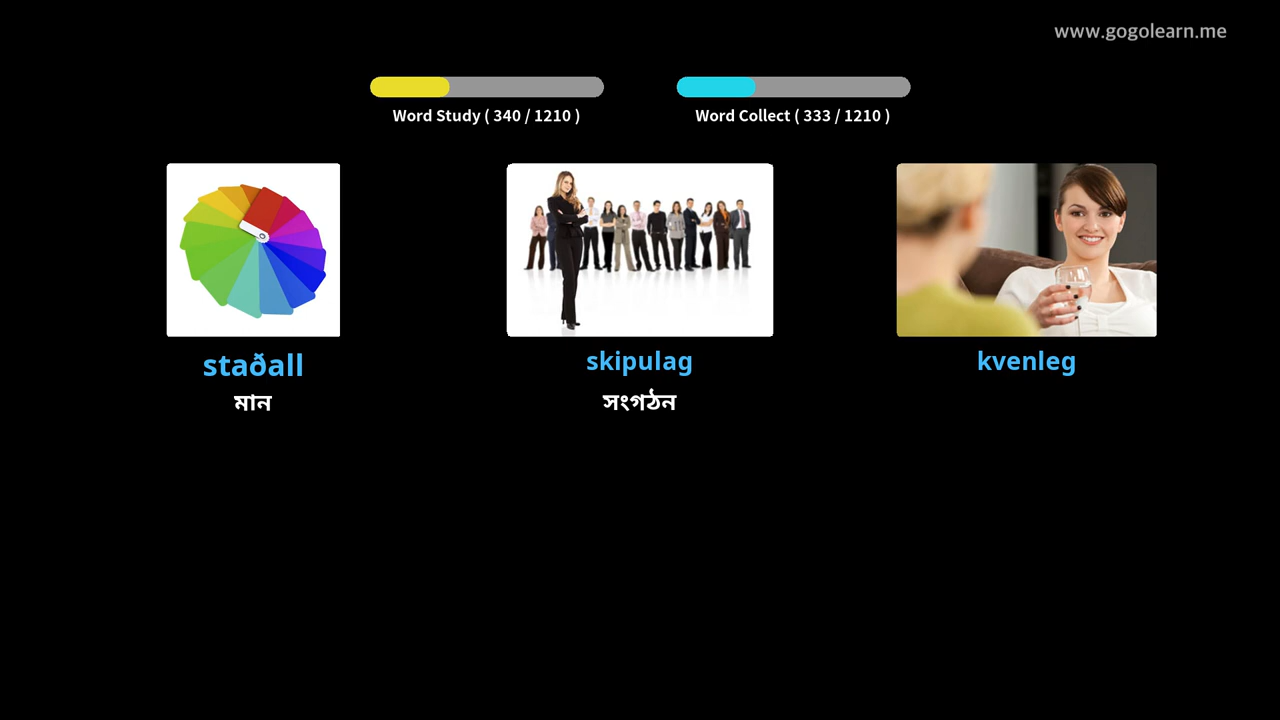 www.gogolearn.me
Word Study ( 340 / 1210 )
Word Collect ( 333 / 1210 )
staðall
skipulag
kvenleg
মান
সংগঠন